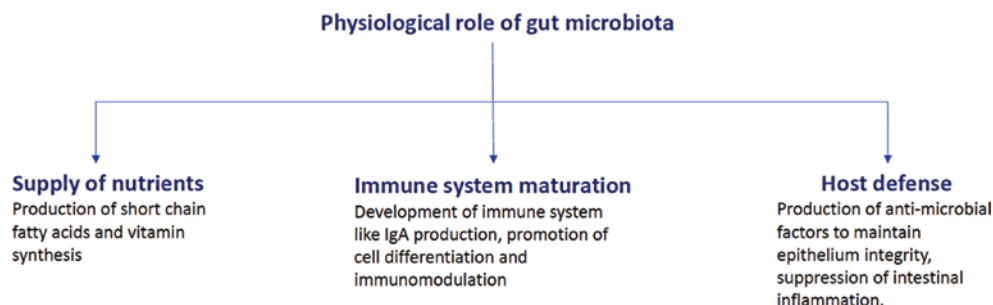 Physiological role of gut microbiota
Supply of nutrients
Production of short chain
fatty acids and vitamin
synthesis
Immune system maturation
Development of immune system
like IgA production, promotion of
cell differentiation and
immunomodulation
Host defense
Production of anti-microbial
factors to maintain
epithelium integrity,
suppression of intestinal
inflammation.